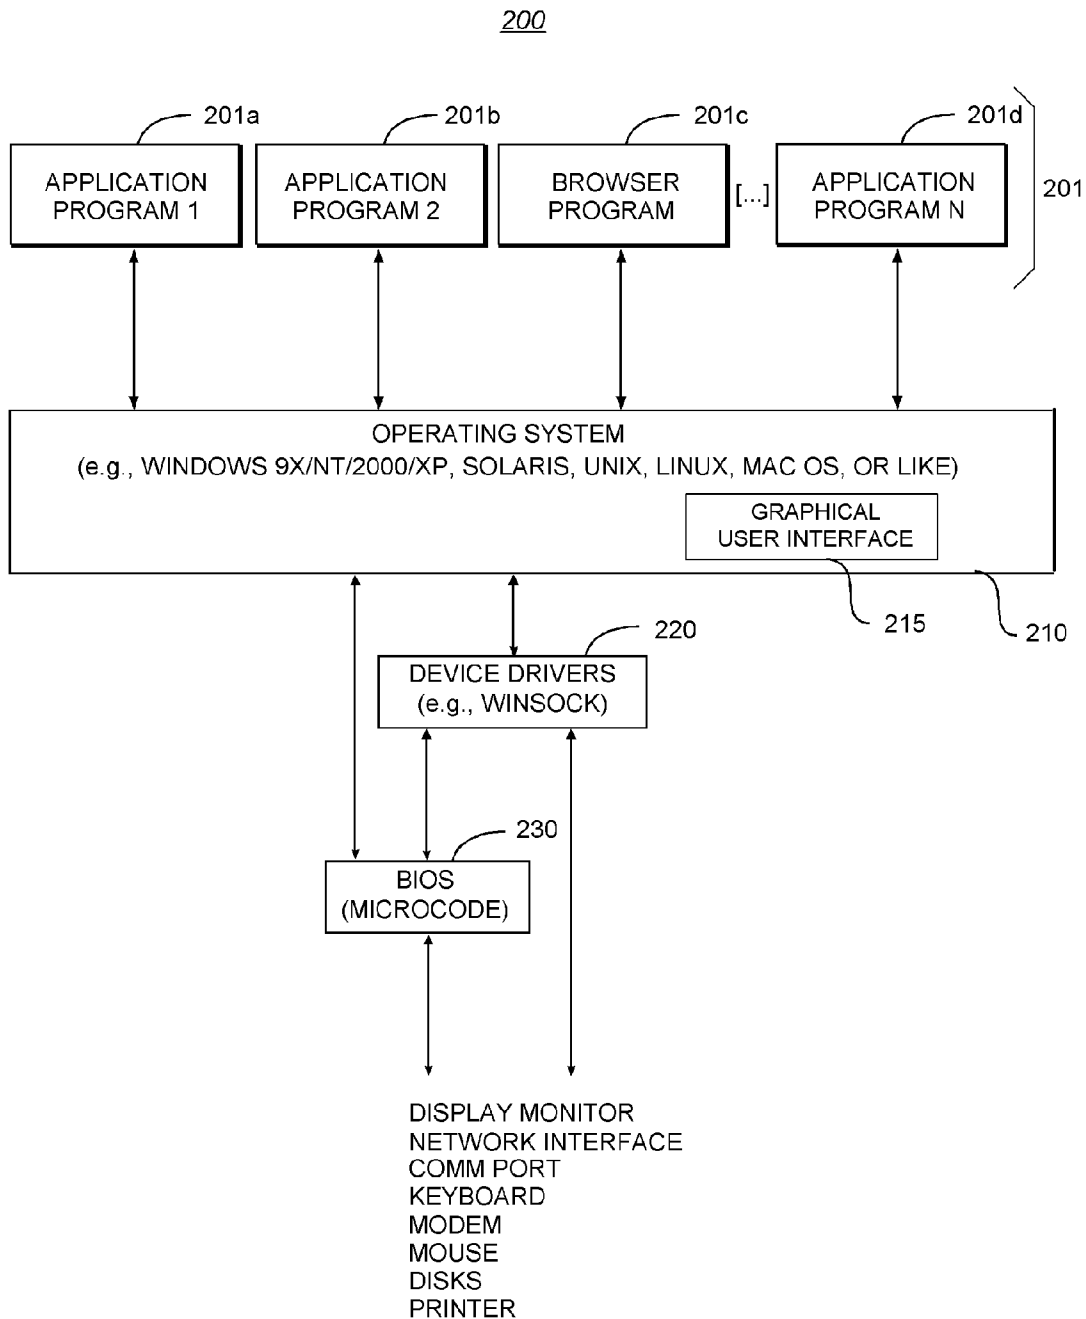 200
201a
201b
201c
201d
APPLICATION
PROGRAM 1
APPLICATION
PROGRAM 2
BROWSER
PROGRAM
[...]
APPLICATION
PROGRAM N
201
OPERATING SYSTEM
(e.g., WINDOWS 9X/NT/2000/XP, SOLARIS, UNIX, LINUX, MAC OS, OR LIKE)
GRAPHICAL
USER INTERFACE
215
210
220
DEVICE DRIVERS
(e.g., WINSOCK)
230
BIOS
(MICROCODE)
DISPLAY MONITOR
NETWORK INTERFACE
COMM PORT
KEYBOARD
MODEM
MOUSE
DISKS
PRINTER